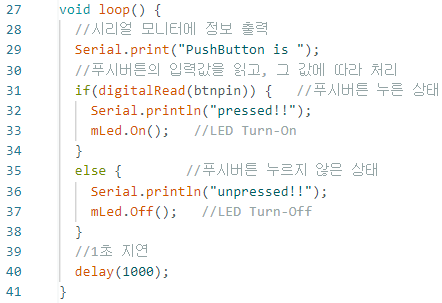 27 void loop() {
28   //시리얼 모니터에 정보 출력
29   Serial.print("PushButton is ");
30   //푸시버튼의 입력값을 읽고, 그 값에 따라 처리
31   if(digitalRead(btnpin)) {   //푸시버튼 누른 상태
32     Serial.println("pressed!!");
33     mLed.On();   //LED Turn-On
34   }
35   else {        //푸시버튼 누르지 않은 상태
36     Serial.println("unpressed!!");
37     mLed.Off();   //LED Turn-Off
38   }
39   //1초 지연
40   delay(1000);
41 }